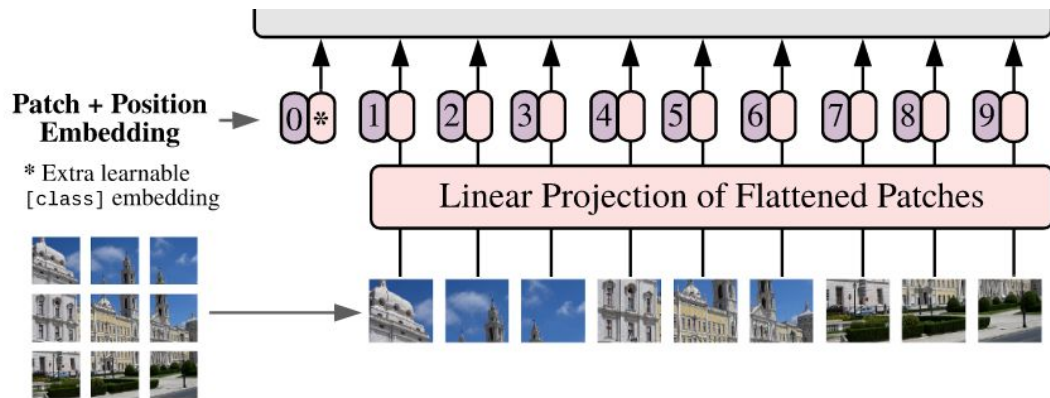 Patch + Position
Embedding
* Extra learnable
[class] embedding
0 * 1 2 3 4 5 6 7 8 9
Linear Projection of Flattened Patches